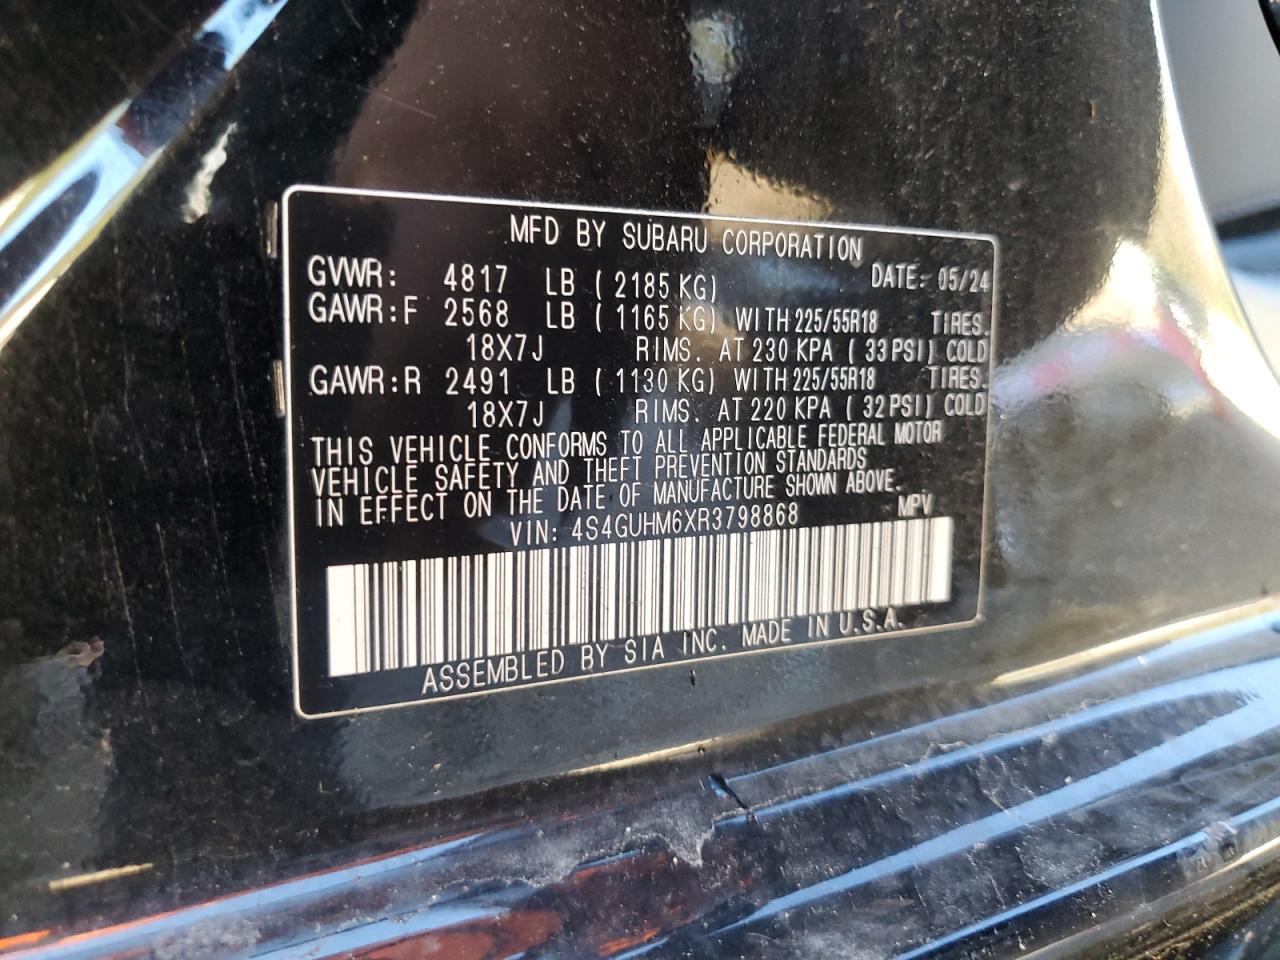 MFD BY SUBARU CORPORATION
GVWR: 4817 LB ( 2185 KG) DATE: 05/24
GAWR:F 2568 LB ( 1165 KG) WITH 225/55R18 TIRES.
18X7J RIMS. AT 230 KPA ( 33 PSI) COLD
GAWR:R 2491 LB ( 1130 KG) WITH 225/55R18 TIRES.
18X7J RIMS. AT 220 KPA ( 32 PSI) COLD
THIS VEHICLE CONFORMS TO ALL APPLICABLE FEDERAL MOTOR
VEHICLE SAFETY AND THEFT PREVENTION STANDARDS
IN EFFECT ON THE DATE OF MANUFACTURE SHOWN ABOVE.
VIN: 4S4GUHM6XR3798868 MPV
ASSEMBLED BY SIA INC. MADE IN U.S.A.